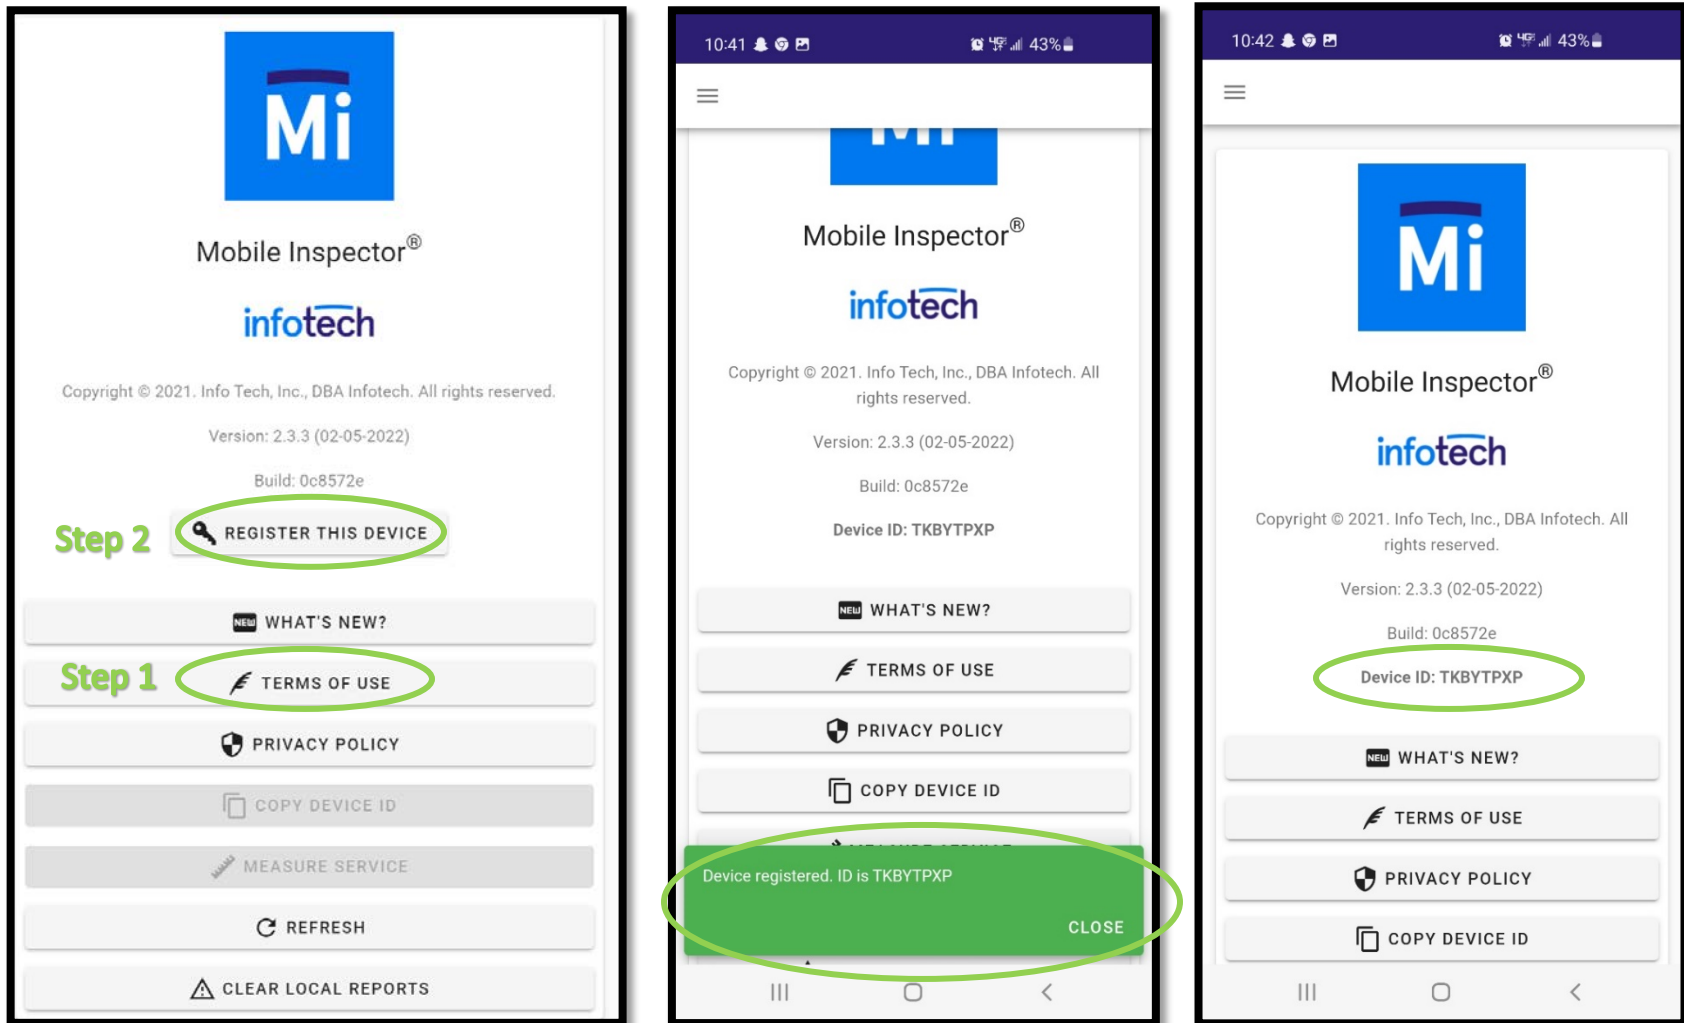 Mi
Mobile Inspector®
infotech
Copyright © 2021. Info Tech, Inc., DBA Infotech. All rights reserved.
Version: 2.3.3 (02-05-2022)
Build: 0c8572e
Step 2
REGISTER THIS DEVICE
NEW WHAT'S NEW?
Step 1
TERMS OF USE
PRIVACY POLICY
COPY DEVICE ID
MEASURE SERVICE
REFRESH
CLEAR LOCAL REPORTS
10:41 43%
Mobile Inspector®
infotech
Copyright © 2021. Info Tech, Inc., DBA Infotech. All
rights reserved.
Version: 2.3.3 (02-05-2022)
Build: 0c8572e
Device ID: TKBYTPXP
NEW WHAT'S NEW?
TERMS OF USE
PRIVACY POLICY
COPY DEVICE ID
Device registered. ID is TKBYTPXP
CLOSE
10:42 43%
Mi
Mobile Inspector®
infotech
Copyright © 2021. Info Tech, Inc., DBA Infotech. All
rights reserved.
Version: 2.3.3 (02-05-2022)
Build: 0c8572e
Device ID: TKBYTPXP
NEW WHAT'S NEW?
TERMS OF USE
PRIVACY POLICY
COPY DEVICE ID